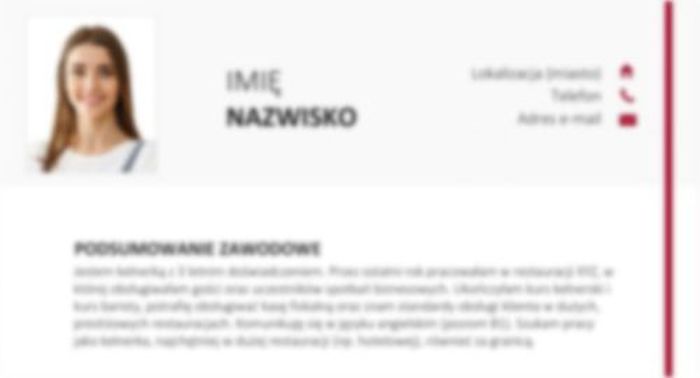 IMIĘ
NAZWISKO
Lokalizacja (miasto)
Telefon
Adres e-mail
PODSUMOWANIE ZAWODOWE
Jestem kelnerką z 3 letnim doświadczeniem. Przez ostatni rok pracowałam w restauracji XYZ, w
której obsługiwałam gości oraz uczestników spotkań biznesowych. Ukończyłam kurs kelnerski i
kurs baristy, potrafię obsługiwać kasę fiskalną oraz znam standardy obsługi klienta w dużych,
prestiżowych restauracjach. Komunikuję się w języku angielskim (poziom B1). Szukam pracy
jako kelnerka, najchętniej w dużej restauracji (np. hotelowej), również za granicą.